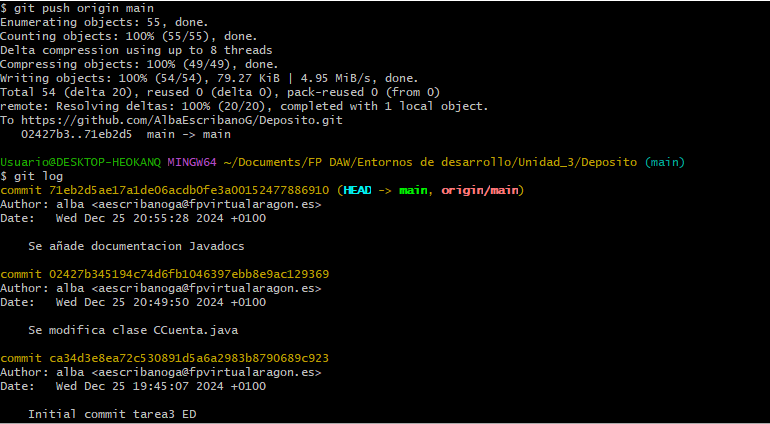 $ git push origin main
Enumerating objects: 55, done.
Counting objects: 100% (55/55), done.
Delta compression using up to 8 threads
Compressing objects: 100% (49/49), done.
Writing objects: 100% (54/54), 79.27 KiB | 4.95 MiB/s, done.
Total 54 (delta 20), reused 0 (delta 0), pack-reused 0 (from 0)
remote: Resolving deltas: 100% (20/20), completed with 1 local object.
To https://github.com/AlbaEscribanoG/Deposito.git
   02427b3..71eb2d5  main -> main
Usuario@DESKTOP-HEOKANQ MINGW64 ~/Documents/FP DAW/Entornos de desarrollo/Unidad_3/Deposito (main)
$ git log
commit 71eb2d5ae17a1de06acdb0fe3a00152477886910 (HEAD -> main, origin/main)
Author: alba <aescribanoga@fpvirtualaragon.es>
Date:   Wed Dec 25 20:55:28 2024 +0100
    Se añade documentacion Javadocs
commit 02427b345194c74d6fb1046397ebb8e9ac129369
Author: alba <aescribanoga@fpvirtualaragon.es>
Date:   Wed Dec 25 20:49:50 2024 +0100
    Se modifica clase CCuenta.java
commit ca34d3e8ea72c530891d5a6a2983b8790689c923
Author: alba <aescribanoga@fpvirtualaragon.es>
Date:   Wed Dec 25 19:45:07 2024 +0100
    Initial commit tarea3 ED